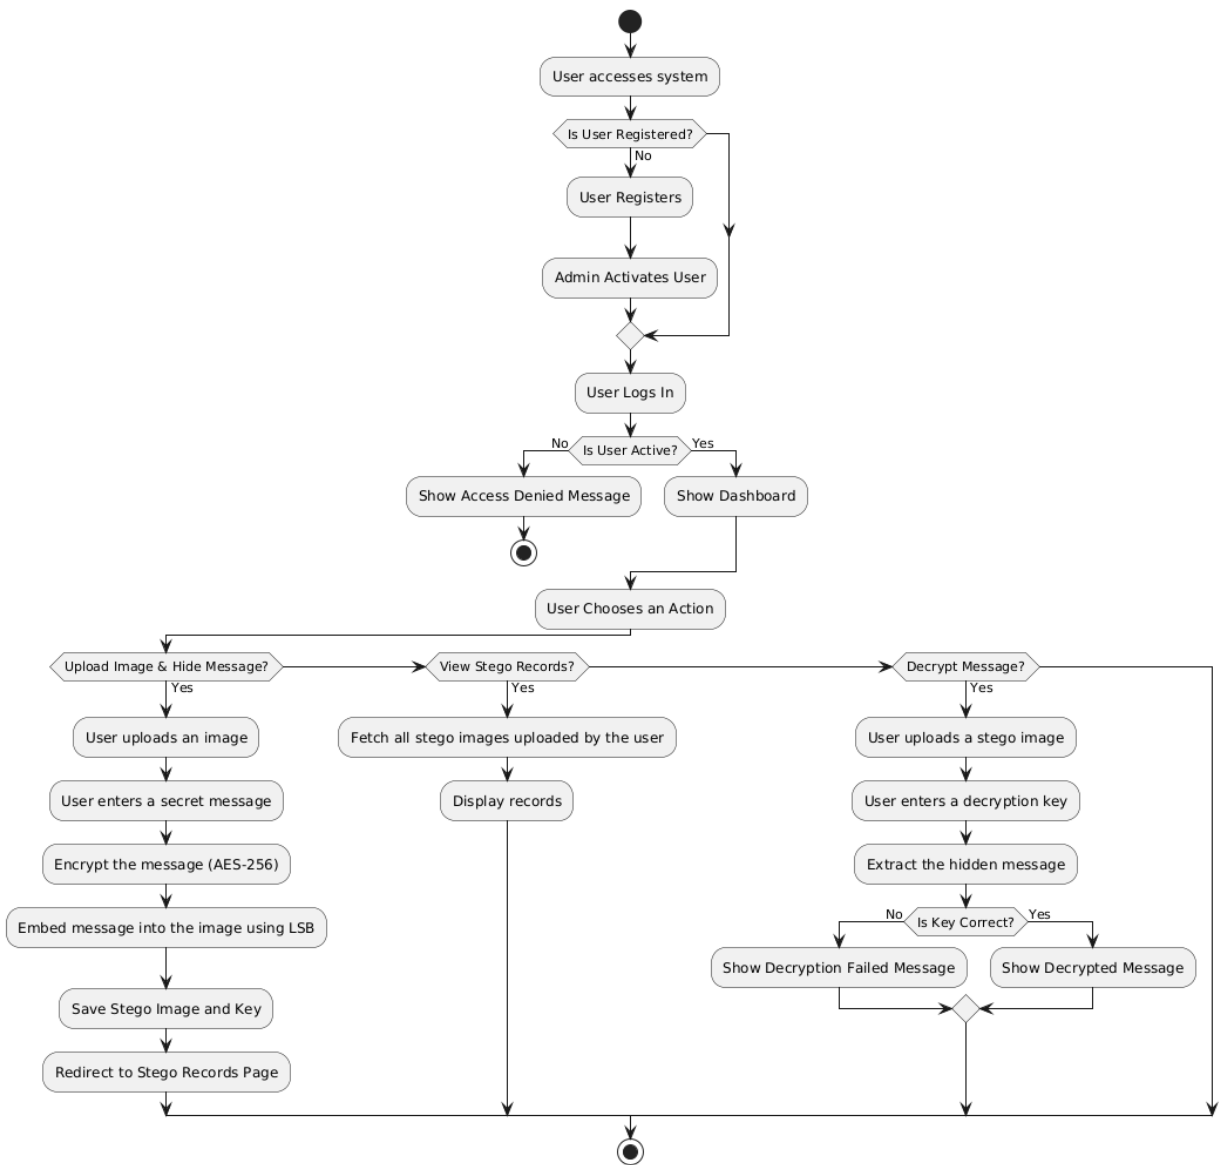 User accesses system
Is User Registered?
No
User Registers
Admin Activates User
User Logs In
No
Is User Active?
Yes
Show Access Denied Message
Show Dashboard
User Chooses an Action
Upload Image & Hide Message?
View Stego Records?
Decrypt Message?
Yes
Yes
Yes
User uploads an image
Fetch all stego images uploaded by the user
User uploads a stego image
User enters a secret message
Display records
User enters a decryption key
Encrypt the message (AES-256)
Extract the hidden message
Embed message into the image using LSB
No
Is Key Correct?
Yes
Show Decryption Failed Message
Show Decrypted Message
Save Stego Image and Key
Redirect to Stego Records Page